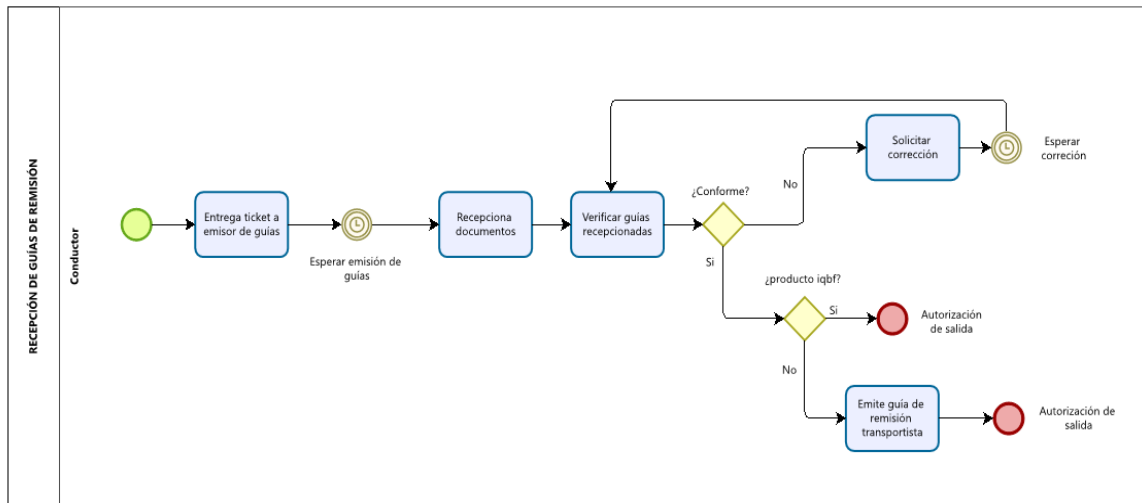 RECEPCIÓN DE GUÍAS DE REMISIÓN
Conductor
Entrega ticket a
emisor de guías
Esperar emisión de
guías
Recepciona
documentos
Verificar guías
recepcionadas
¿Conforme?
No
Solicitar
corrección
Esperar
correción
Si
¿producto iqbf?
Si
Autorización
de salida
No
Emite guía de
remisión
transportista
Autorización de
salida